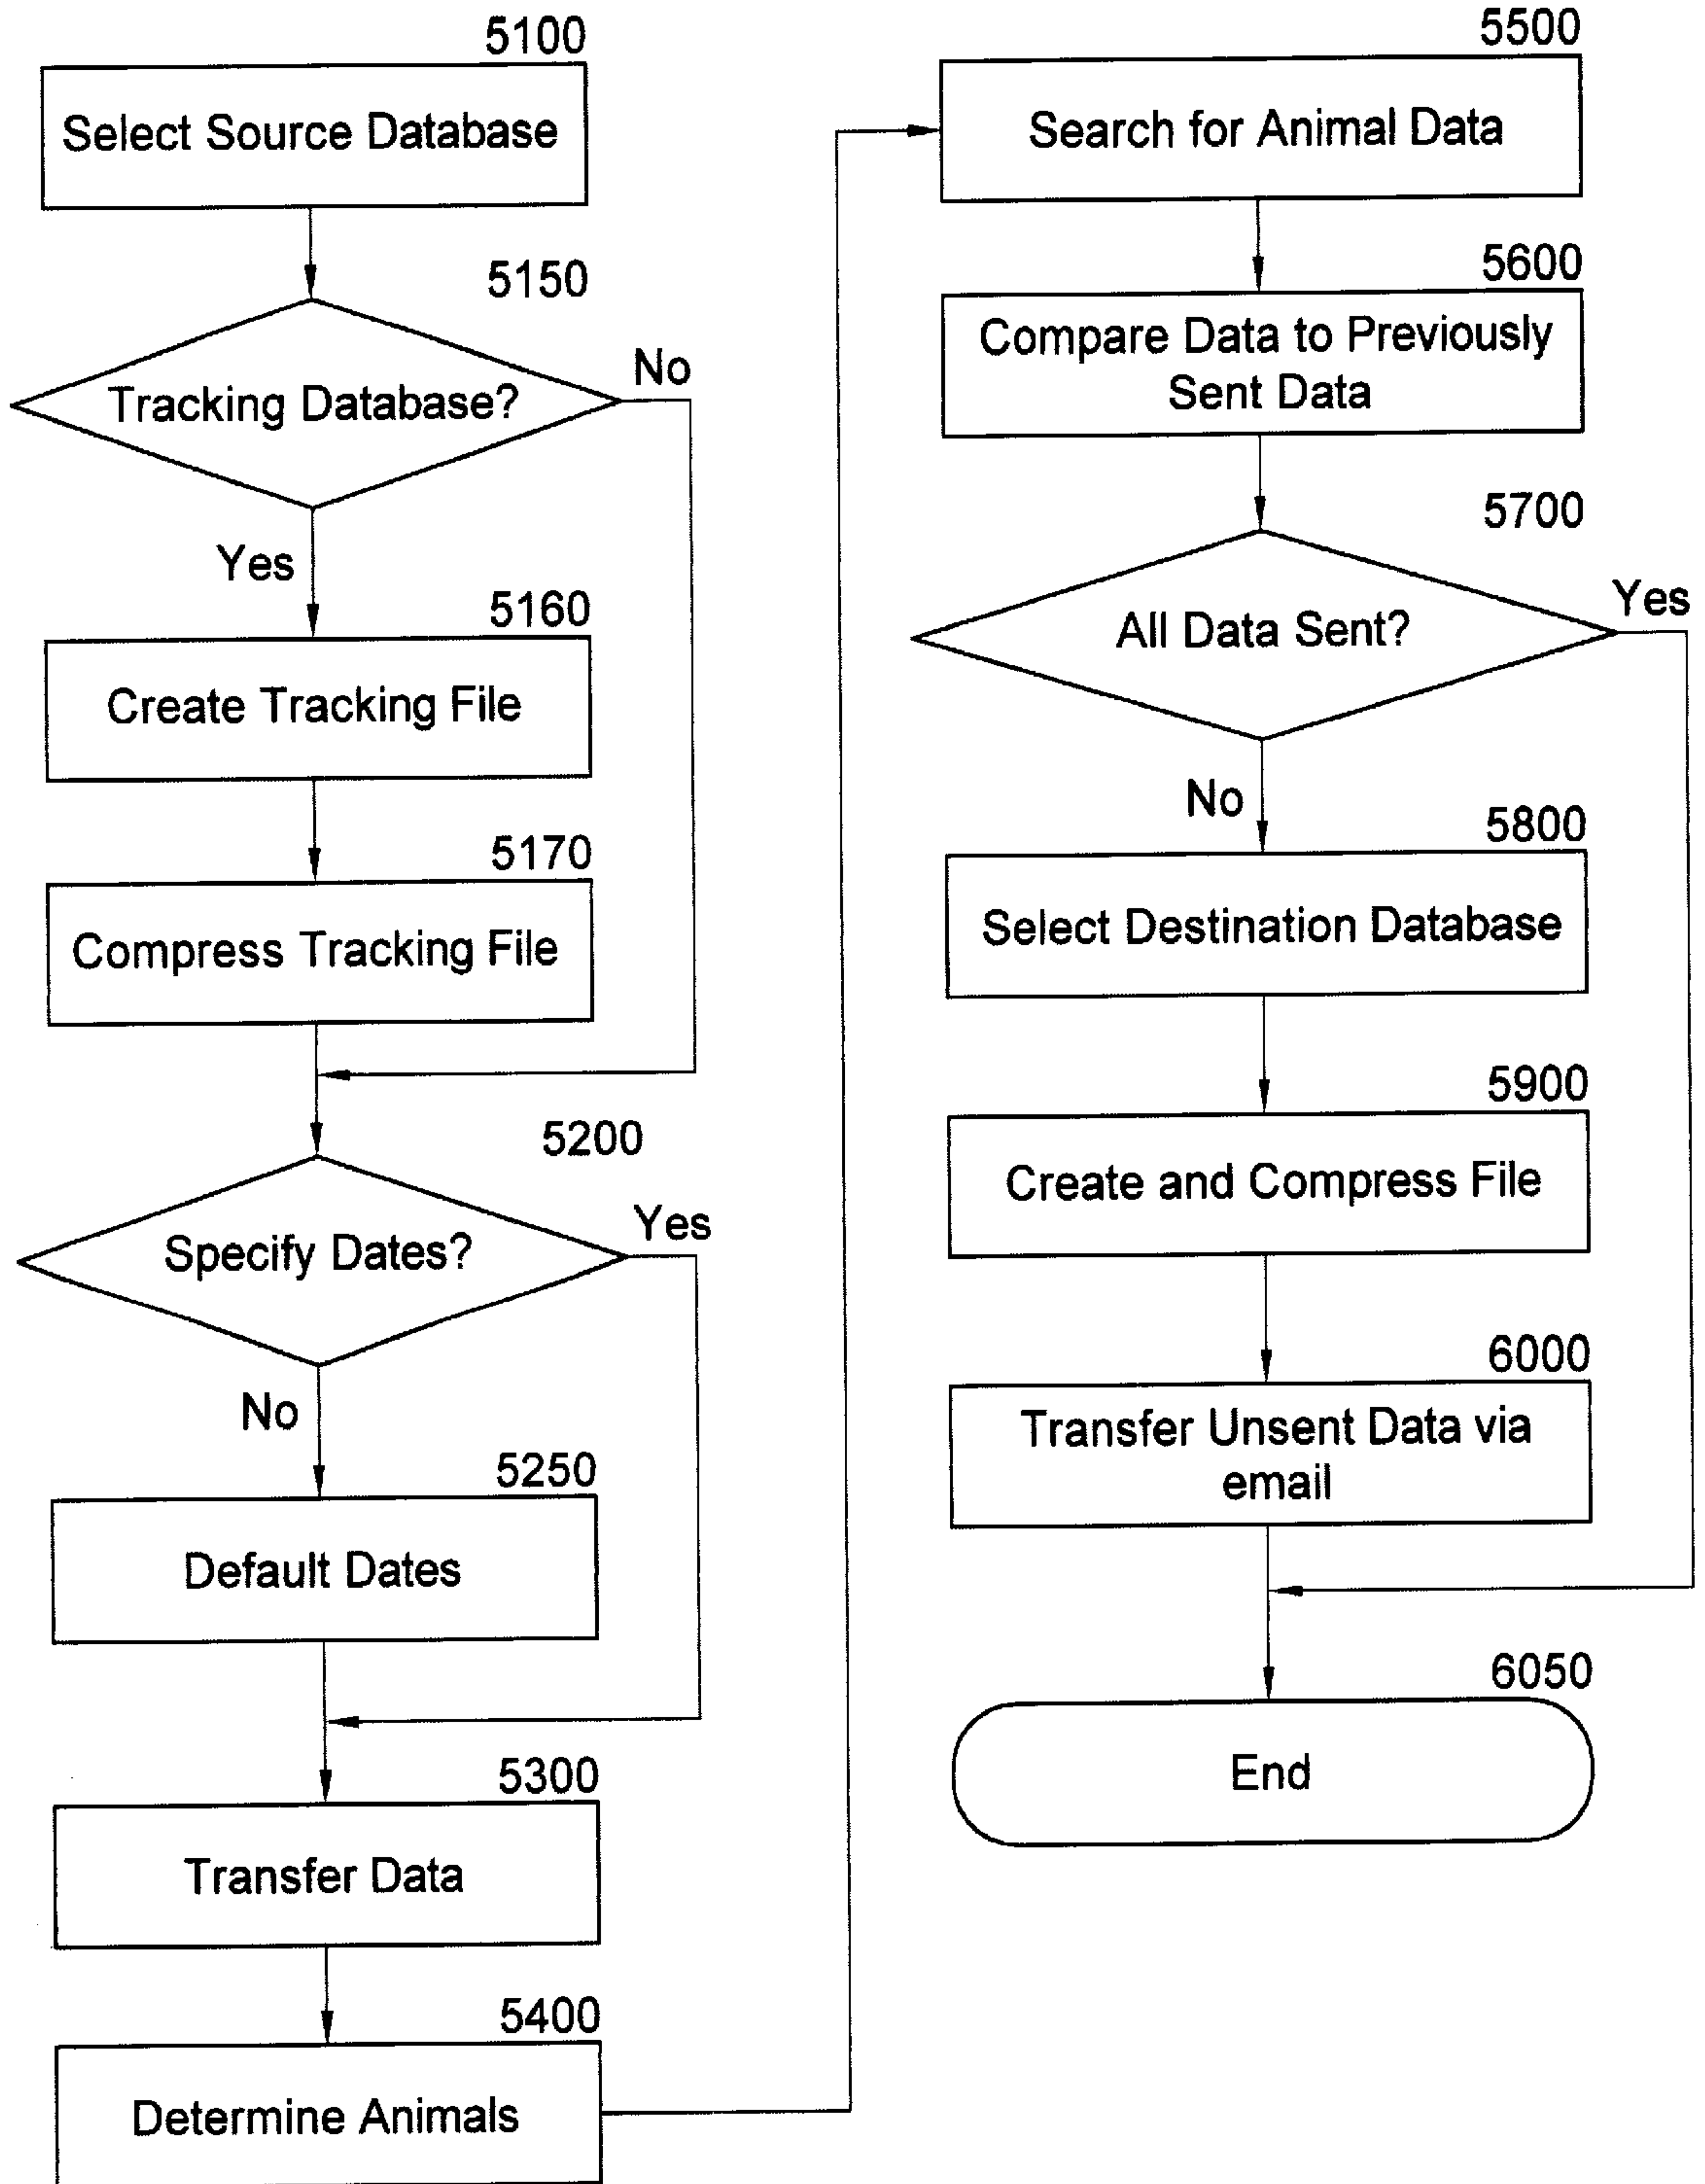 5100
Select Source Database
5150
Tracking Database?
No
Yes
5160
Create Tracking File
5170
Compress Tracking File
5200
Specify Dates?
Yes
No
5250
Default Dates
5300
Transfer Data
5400
Determine Animals
5500
Search for Animal Data
5600
Compare Data to Previously
Sent Data
5700
All Data Sent?
Yes
No
5800
Select Destination Database
5900
Create and Compress File
6000
Transfer Unsent Data via
email
6050
End